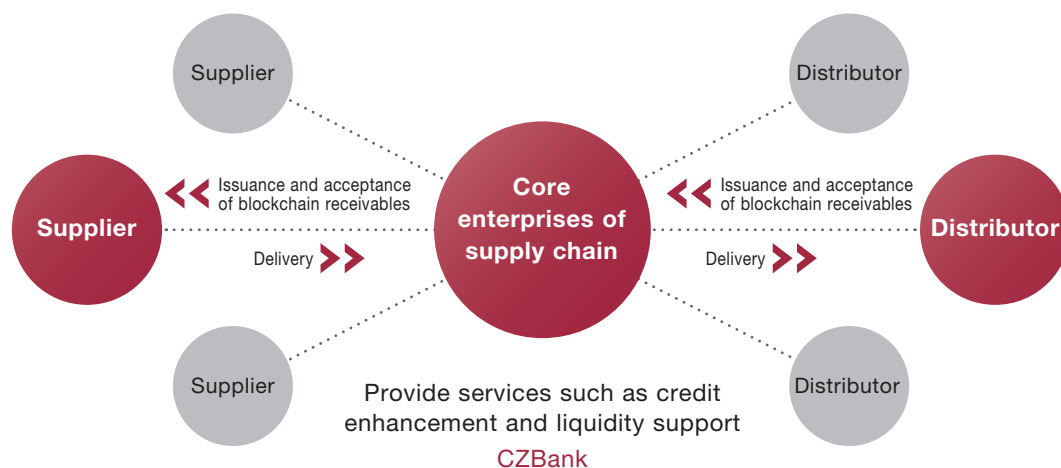 Supplier
Distributor
Issuance and acceptance
of blockchain receivables
Supplier
Delivery
Core
enterprises of
supply chain
Issuance and acceptance
of blockchain receivables
Distributor
Delivery
Supplier
Distributor
Provide services such as credit
enhancement and liquidity support
CZBank